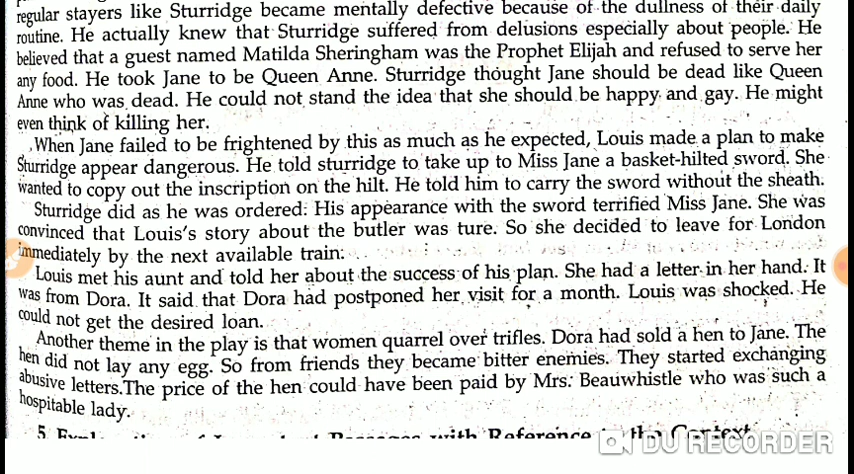 regular stayers like Sturridge became mentally defective because of the dullness of their daily
routine. He actually knew that Sturridge suffered from delusions especially about people. He
believed that a guest named Matilda Sheringham was the Prophet Elijah and refused to serve her
any food. He took Jane to be Queen Anne. Sturridge thought Jane should be dead like Queen
Anne who was dead. He could not stand the idea that she should be happy and gay. He might
even think of killing her.
When Jane failed to be frightened by this as much as he expected, Louis made a plan to make
Sturridge appear dangerous. He told sturridge to take up to Miss Jane a basket-hilted sword. She
wanted to copy out the inscription on the hilt. He told him to carry the sword without the sheath.
Sturridge did as he was ordered. His appearance with the sword terrified Miss Jane. She was
convinced that Louis's story about the butler was ture. So she decided to leave for London
immediately by the next available train.
Louis met his aunt and told her about the success of his plan. She had a letter in her hand. It
was from Dora. It said that Dora had postponed her visit for a month. Louis was shocked. He
could not get the desired loan.
Another theme in the play is that women quarrel over trifles. Dora had sold a hen to Jane. The
hen did not lay any egg. So from friends they became bitter enemies. They started exchanging
abusive letters.The price of the hen could have been paid by Mrs. Beauwhistle who was such a
hospitable lady.
5 with Reference Context
DU RECORDER